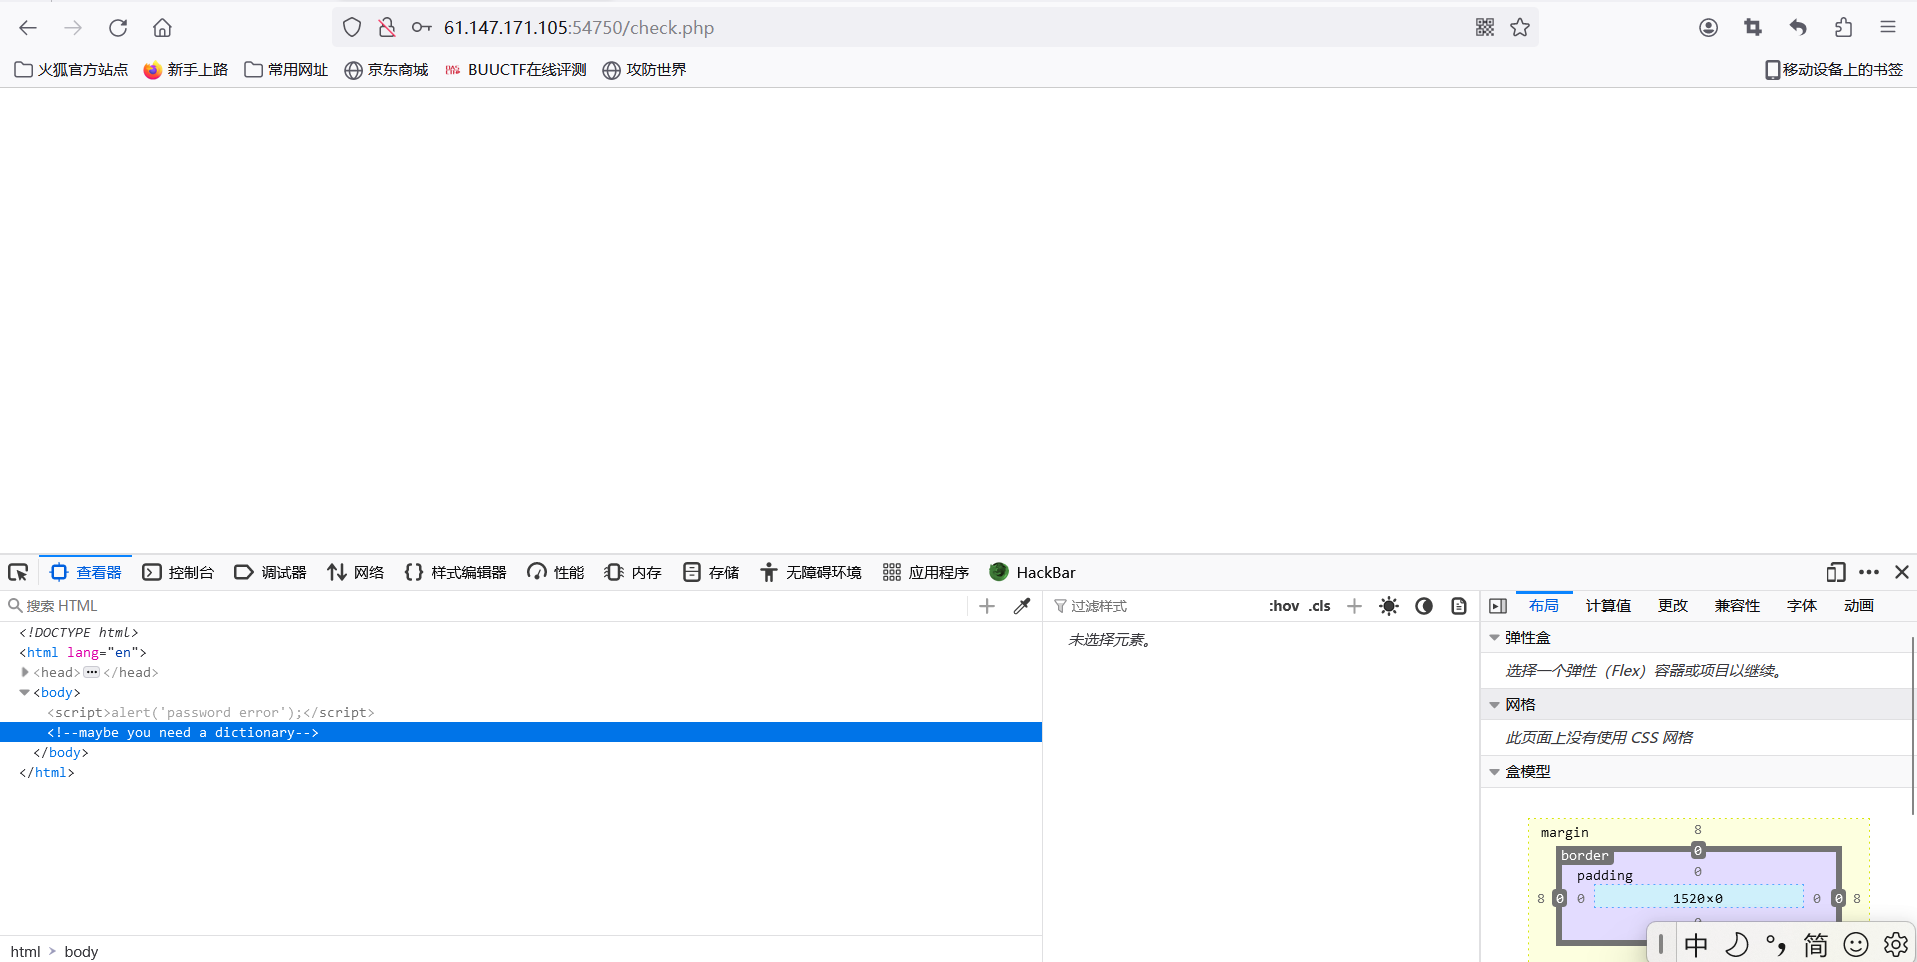 61.147.171.105:54750/check.php
火狐官方站点 新手上路 常用网址 京东商城 BUUCTF在线评测 攻防世界 移动设备上的书签
查看器 控制台 调试器 网络 样式编辑器 性能 内存 存储 无障碍环境 应用程序 HackBar
搜索 HTML
<!DOCTYPE html>
<html lang="en">
<head>•••</head>
<body>
<script>alert('password error');</script>
<!--maybe you need a dictionary-->
</body>
</html>
html > body
过滤样式 :hov .cls
未选择元素。
布局 计算值 更改 兼容性 字体 动画
弹性盒
选择一个弹性（Flex）容器或项目以继续。
网格
此页面上没有使用 CSS 网格
盒模型
margin 8
border 0
padding 0
8 0 0 1520×0 0 0 8
中 简